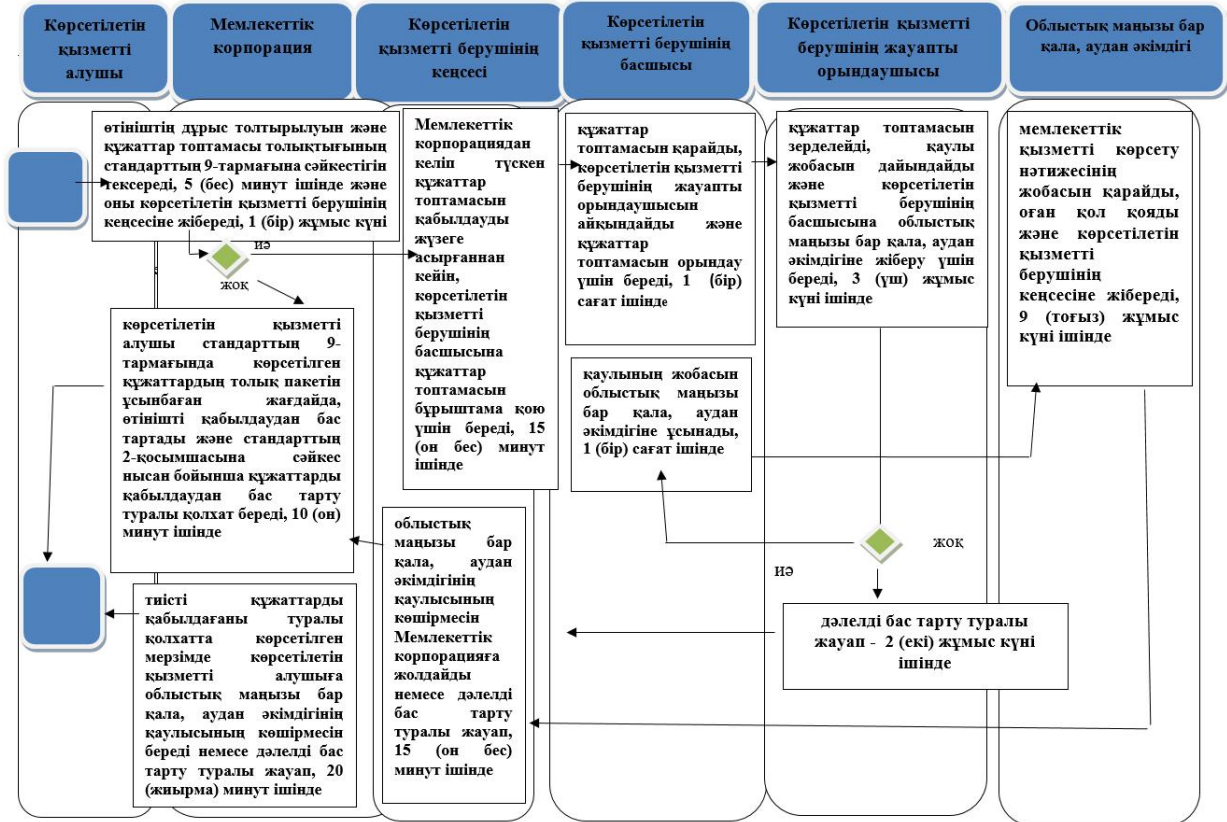 Көрсетілетін
қызметті
алушы
Мемлекеттік
корпорация
Көрсетілетін
қызметті берушінің
кеңсесі
Көрсетілетін
қызметті берушінің
басшысы
Көрсетілетін қызметті
берушінің жауапты
орындаушысы
Облыстық маңызы бар
қала, аудан әкімдігі
өтініштің дұрыс толтырылуын және
құжаттар топтамасы толықтығының
стандарттың 9-тармағына сәйкестігін
тексереді, 5 (бес) минут ішінде және
оны көрсетілетін қызметті берушінің
кеңсесіне жібереді, 1 (бір) жұмыс күні
иә
жоқ
көрсетілетін қызметті
алушы стандарттың 9-
тармағында көрсетілген
құжаттардың толық пакетін
ұсынбаған жағдайда,
өтінішті қабылдаудан бас
тартады және стандарттың
2-қосымшасына сәйкес
нысан бойынша құжаттарды
қабылдаудан бас тарту
туралы қолхат береді, 10 (он)
минут ішінде
тиісті құжаттарды
қабылдағаны туралы
қолхатта көрсетілген
мерзімде көрсетілетін
қызметті алушыға
облыстық маңызы бар
қала, аудан әкімдігінің
қаулысының көшірмесін
береді немесе дәлелді бас
тарту туралы жауап, 20
(жиырма) минут ішінде
Мемлекеттік
корпорациядан
келіп түскен
құжаттар
топтамасын
қабылдауды
жүзеге
асырғаннан
кейін,
көрсетілетін
қызметті
берушінің
басшысына
құжаттар
топтамасын
бұрыштама қою
үшін береді, 15
(он бес) минут
ішінде
облыстық
маңызы бар
қала, аудан
әкімдігінің
қаулысының
көшірмесін
Мемлекеттік
корпорацияға
жолдайды
немесе дәлелді
бас тарту
туралы жауап,
15 (он бес)
минут ішінде
құжаттар
топтамасын қарайды,
көрсетілетін қызметті
берушінің жауапты
орындаушысын
айқындайды және
құжаттар
топтамасын орындау
үшін береді, 1 (бір)
сағат ішінде
қаулының жобасын
облыстық маңызы
бар қала, аудан
әкімдігіне ұсынады,
1 (бір) сағат ішінде
құжаттар топтамасын
зерделейді, қаулы
жобасын дайындайды
және көрсетілетін
қызметті берушінің
басшысына облыстық
маңызы бар қала, аудан
әкімдігіне жіберу үшін
береді, 3 (үш) жұмыс
күні ішінде
жоқ
иә
дәлелді бас тарту туралы
жауап - 2 (екі) жұмыс күні
ішінде
мемлекеттік
қызметті көрсету
нәтижесінің
жобасын қарайды,
оған қол қояды
және көрсетілетін
қызметті
берушінің
кеңсесіне жібереді,
9 (тоғыз) жұмыс
күні ішінде